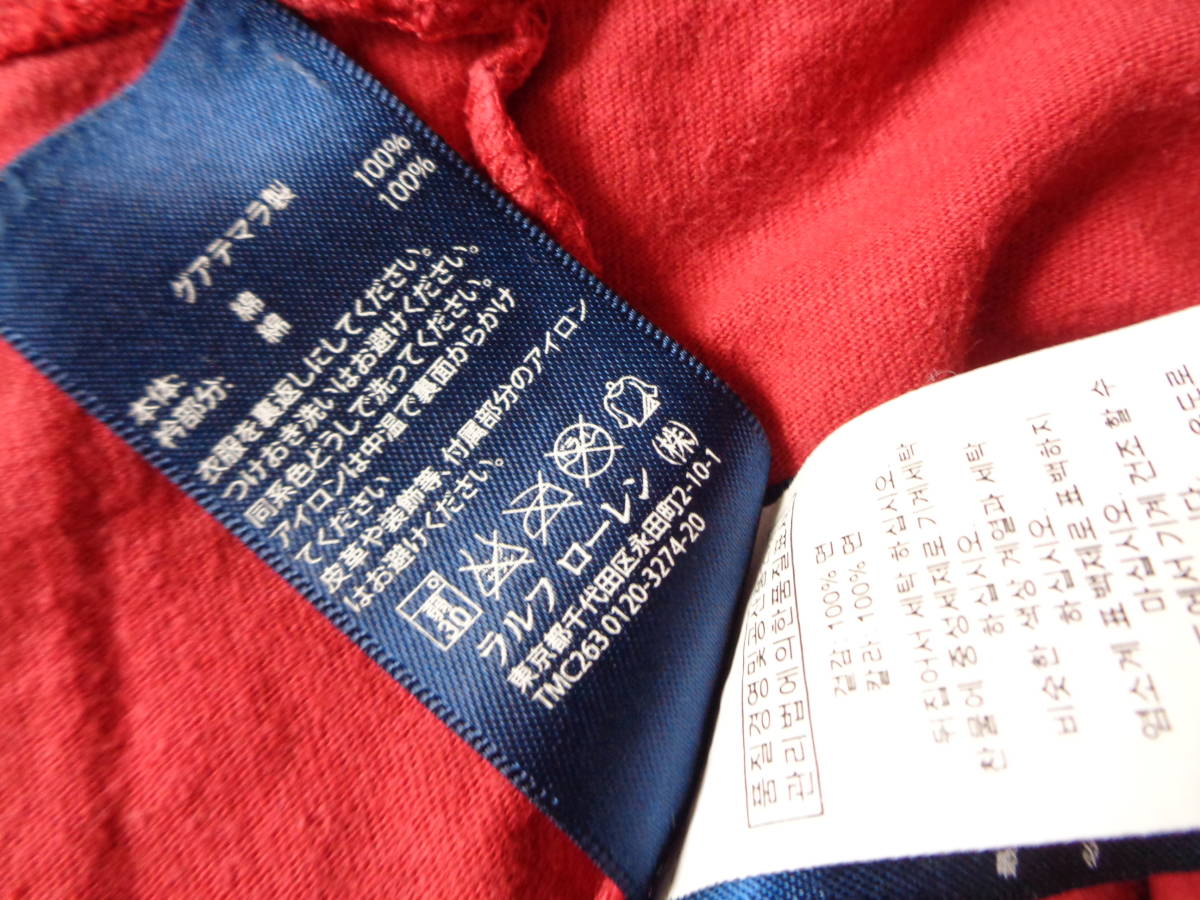 グアテマラ製
本体: 綿 100%
衿部分: 綿 100%
衣服を裏返しにしてください。
つけおき洗いはお避けください。
同系色どうしで洗ってください。
アイロンは中温で裏面からかけ
てください
皮革や装飾等、付属部分のアイロン
はお避けください。
弱 30
ラルフ ローレン (株)
東京都千代田区永田町2-10-1
TMC263 0120-3274-20
품질경영및공산품
관리법에의한품질표
겉감 100% 면
칼라 100% 면
뒤집어서 세탁 하십시오.
찬물에 중성세제로 기계세탁
하십시오.
비슷한 색상 계열과 세탁
하십시오.
염소계 표백제로 표백하지
마십시오.
건조 할수
온도로